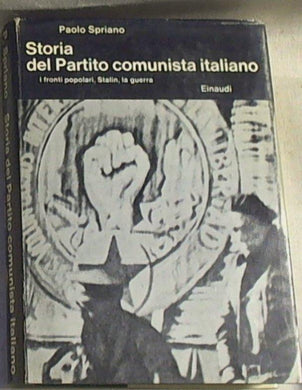 Paolo Spriano
Storia
del Partito comunista italiano
i fronti popolari, Stalin, la guerra
Einaudi
P. Spriano Storia del Partito comunista italiano